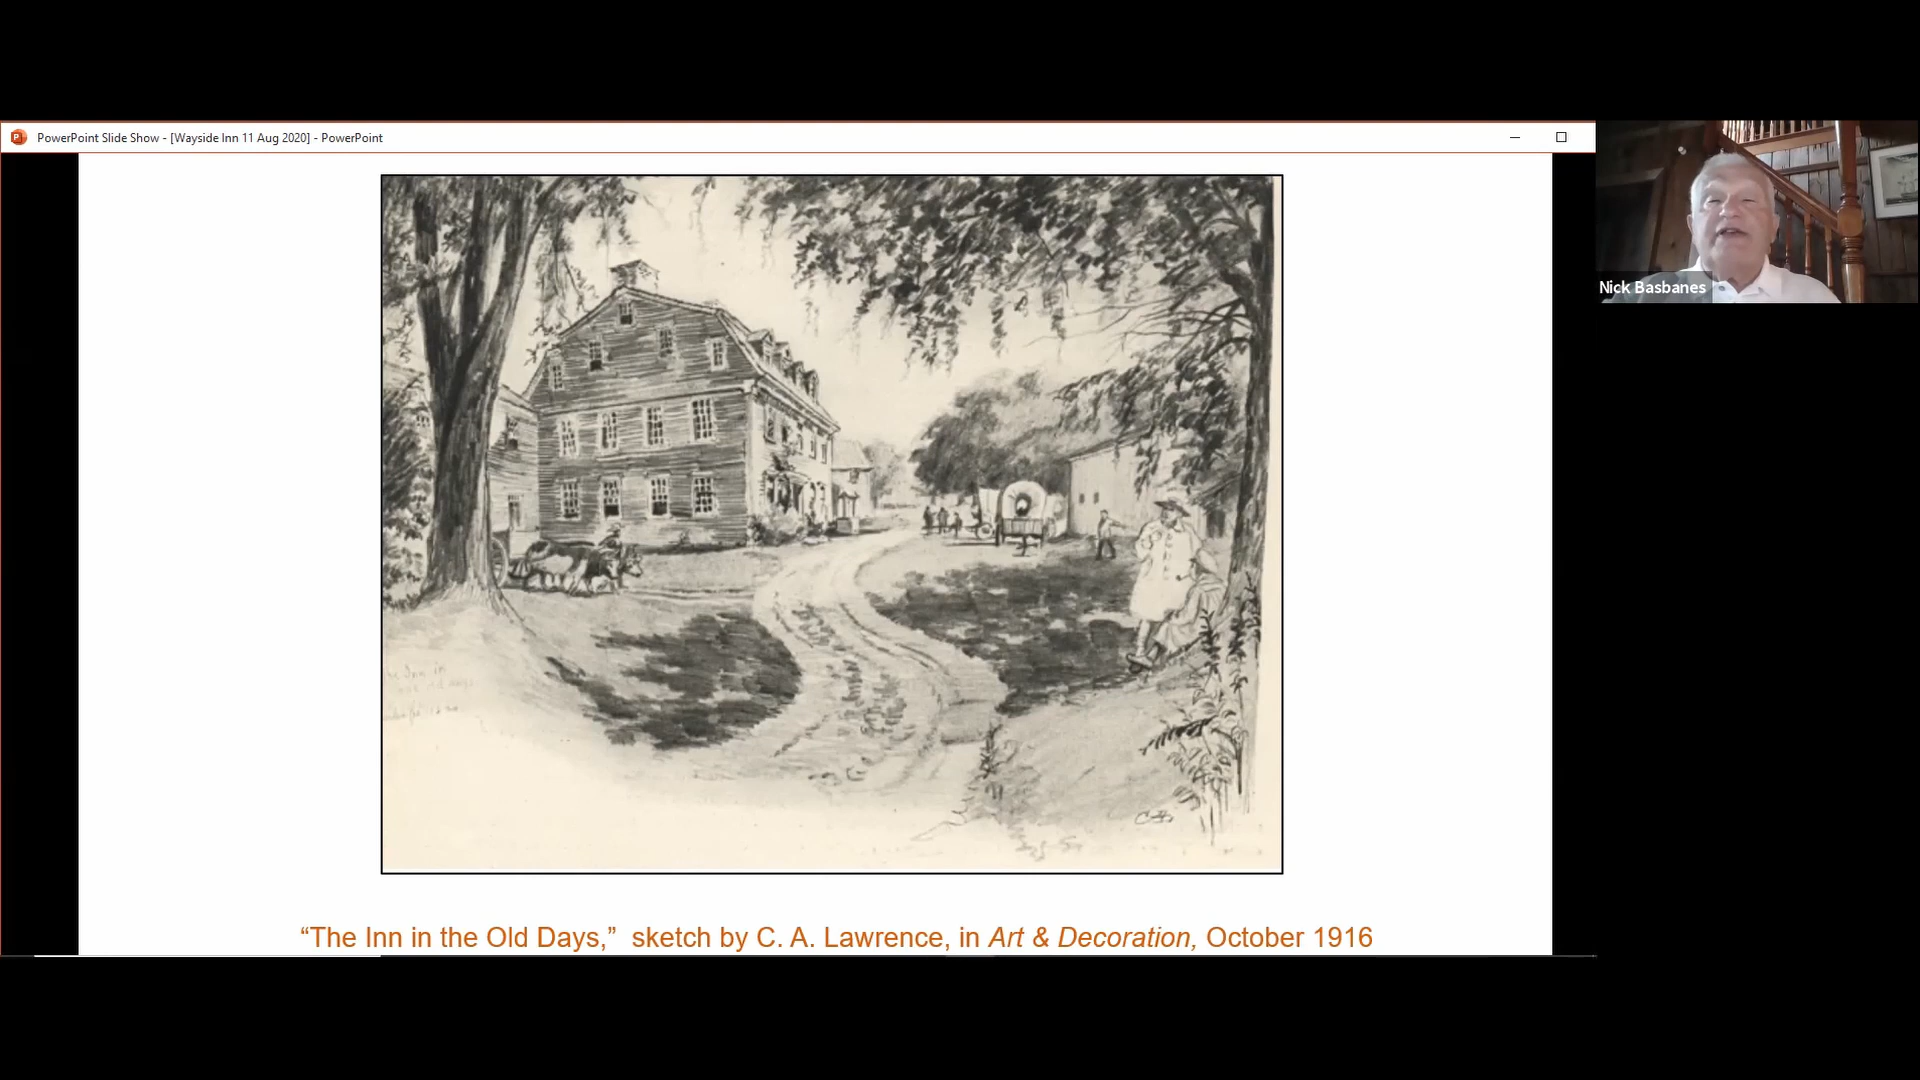 PowerPoint Slide Show - [Wayside Inn 11 Aug 2020] - PowerPoint
Nick Basbanes
“The Inn in the Old Days,” sketch by C. A. Lawrence, in Art & Decoration, October 1916